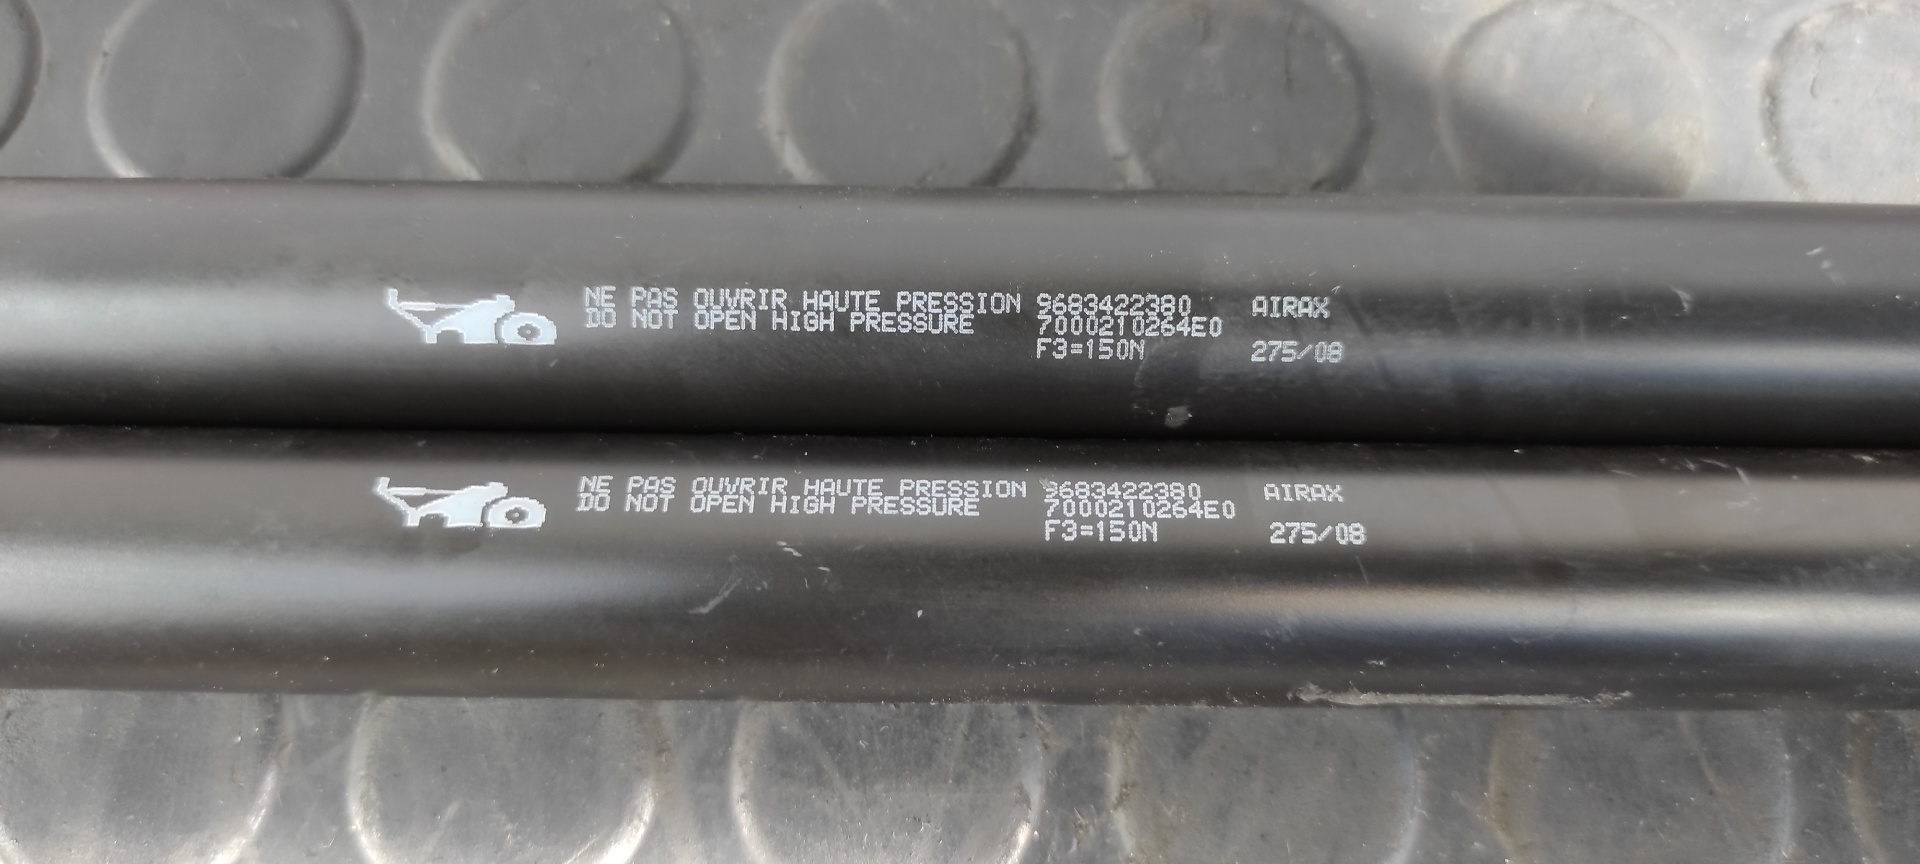 NE PAS OUVRIR HAUTE PRESSION 9683422380 AIRAX
DO NOT OPEN HIGH PRESSURE 7000210264E0
F3=150N 275/08
NE PAS OUVRIR HAUTE PRESSION 9683422380 AIRAX
DO NOT OPEN HIGH PRESSURE 7000210264E0
F3=150N 275/08